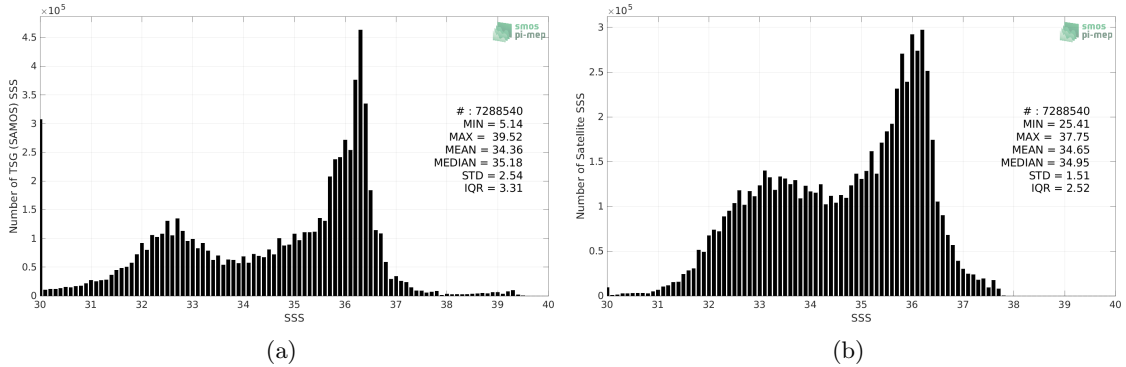 ×10⁵
4.5
4
3.5
3
2.5
2
1.5
1
0.5
0
30 31 32 33 34 35 36 37 38 39 40
SSS
Number of TSG (SAMOS) SSS
smos
pi-mep
# : 7288540
MIN = 5.14
MAX = 39.52
MEAN = 34.36
MEDIAN = 35.18
STD = 2.54
IQR = 3.31
(a)
×10⁵
3
2.5
2
1.5
1
0.5
0
30 31 32 33 34 35 36 37 38 39 40
SSS
Number of Satellite SSS
smos
pi-mep
# : 7288540
MIN = 25.41
MAX = 37.75
MEAN = 34.65
MEDIAN = 34.95
STD = 1.51
IQR = 2.52
(b)